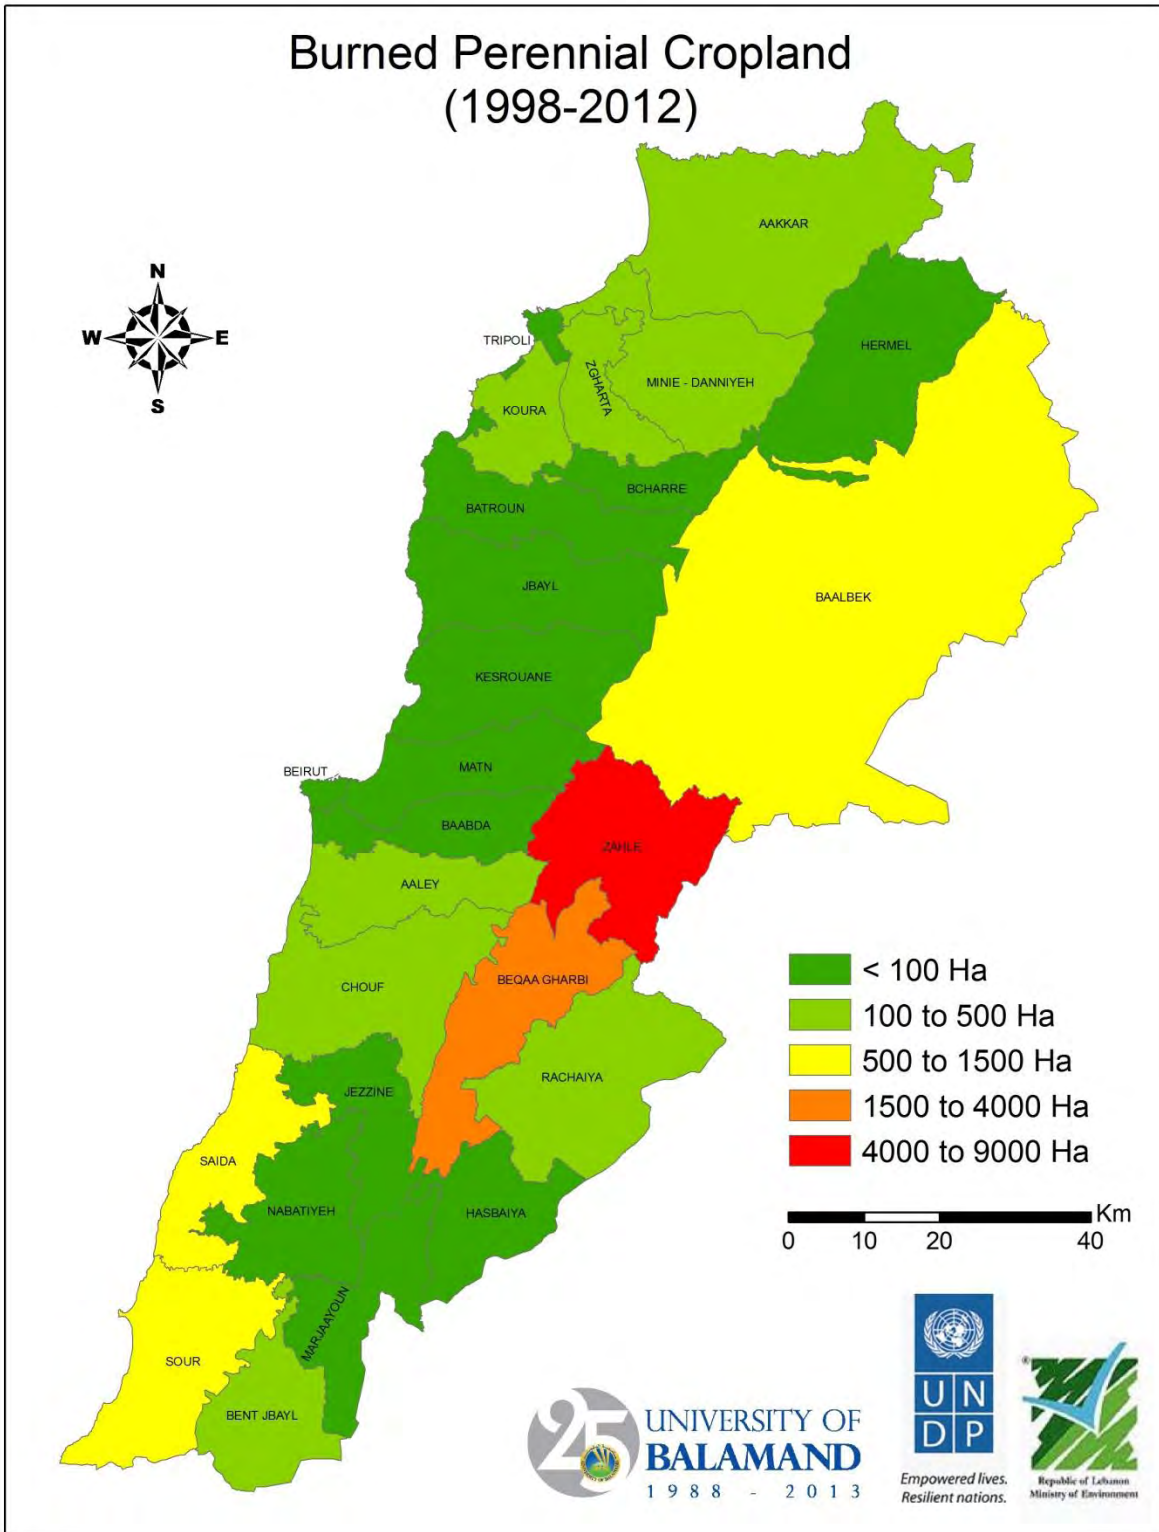 Burned Perennial Cropland
(1998-2012)
N
W
E
S
AAKKAR
HERMEL
TRIPOLI
ZGHARTA
MINIE - DANNIYEH
KOURA
BCHARRE
BATROUN
JBAYL
BAALBEK
KESROUANE
MATN
BEIRUT
BAABDA
ZAHLE
AALEY
BEQAA GHARBI
CHOUF
RACHAIYA
JEZZINE
SAIDA
NABATIYEH
HASBAIYA
MARJAAYOUN
SOUR
BENT JBAYL
< 100 Ha
100 to 500 Ha
500 to 1500 Ha
1500 to 4000 Ha
4000 to 9000 Ha
Km
0 10 20 40
25
UNIVERSITY OF
BALAMAND
1988 - 2013
U N
D P
Empowered lives.
Resilient nations.
®
Republic of Lebanon
Ministry of Environment